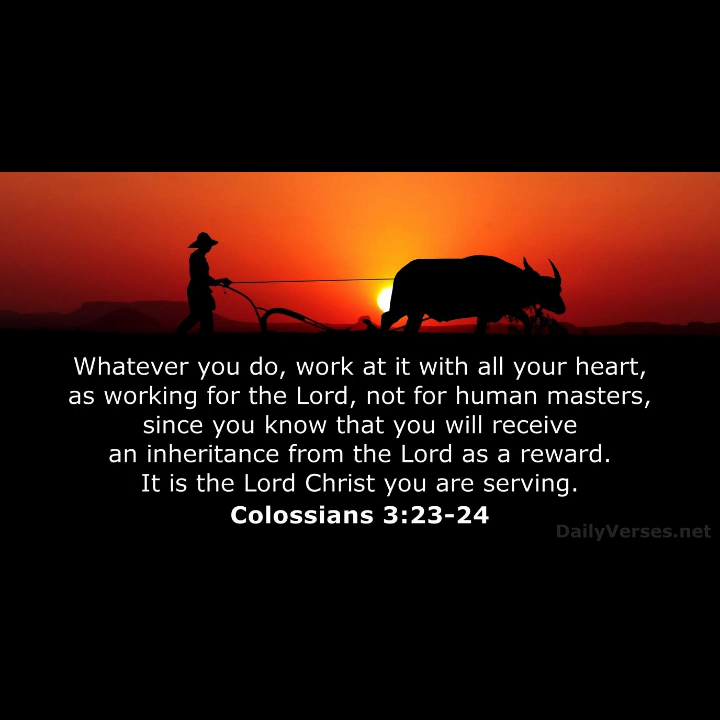 Whatever you do, work at it with all your heart,
as working for the Lord, not for human masters,
since you know that you will receive
an inheritance from the Lord as a reward.
It is the Lord Christ you are serving.
Colossians 3:23-24
DailyVerses.net